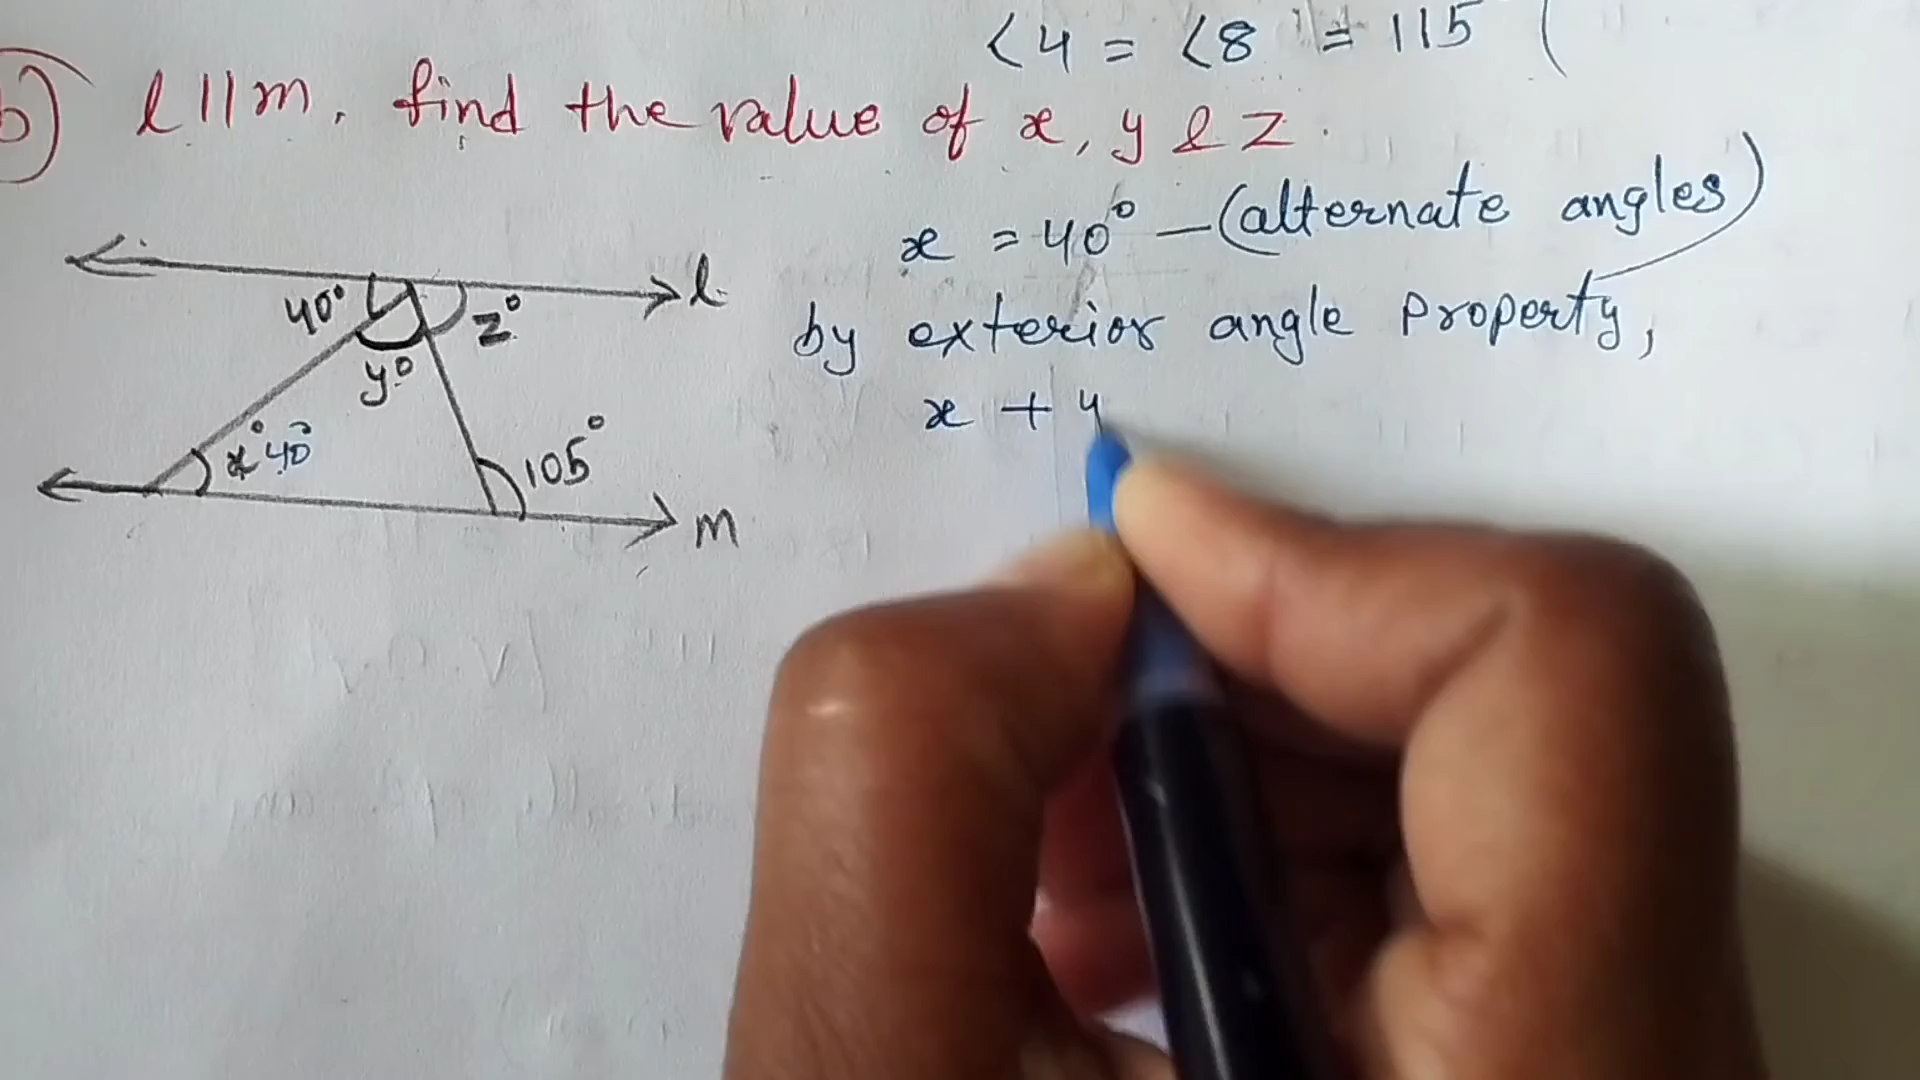 <4 = <8 = 115 (
b) l||m. find the value of x, y & z.
x = 40° – (alternate angles)
by exterior angle property,
x + y
l
40°
z°
y°
x° 40°
105°
m